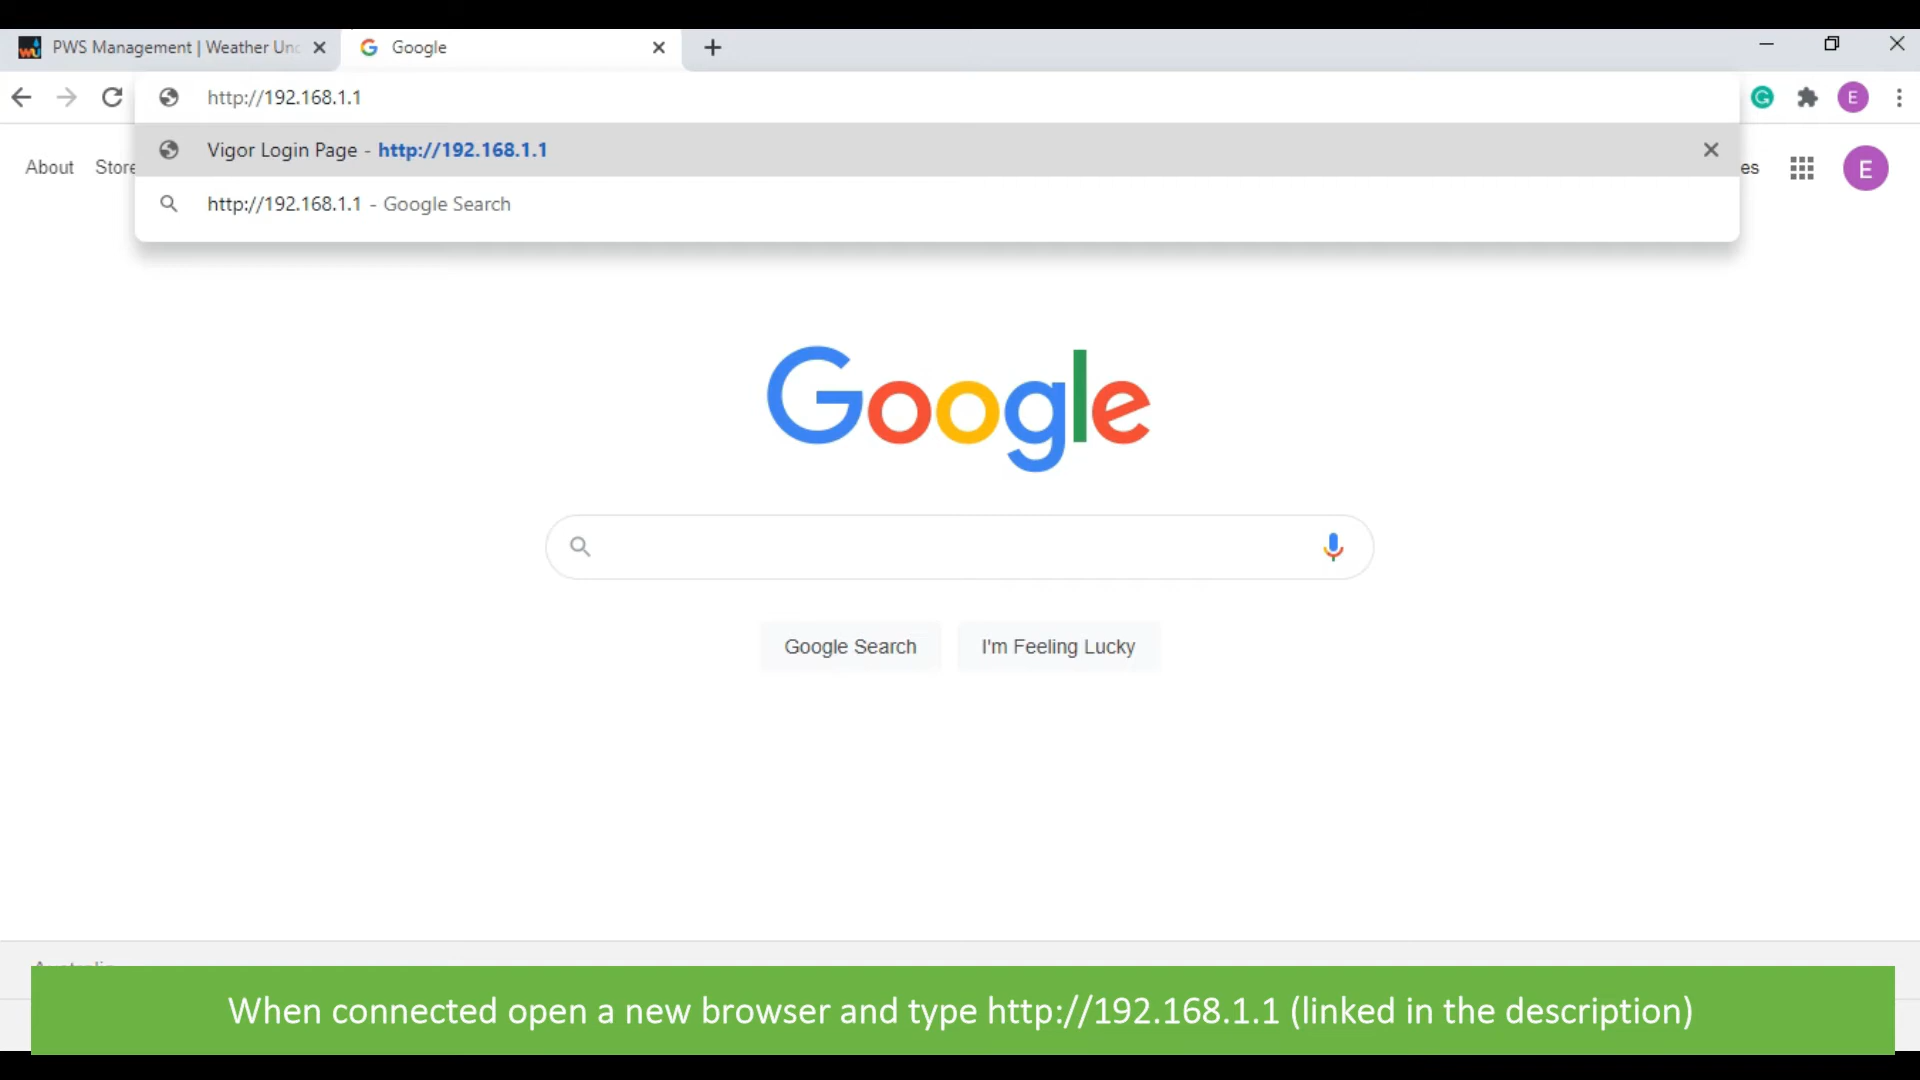 PWS Management | Weather Und
Google
http://192.168.1.1
E
Vigor Login Page - http://192.168.1.1
http://192.168.1.1 - Google Search
About Store
es
E
Google
Google Search
I'm Feeling Lucky
When connected open a new browser and type http://192.168.1.1 (linked in the description)